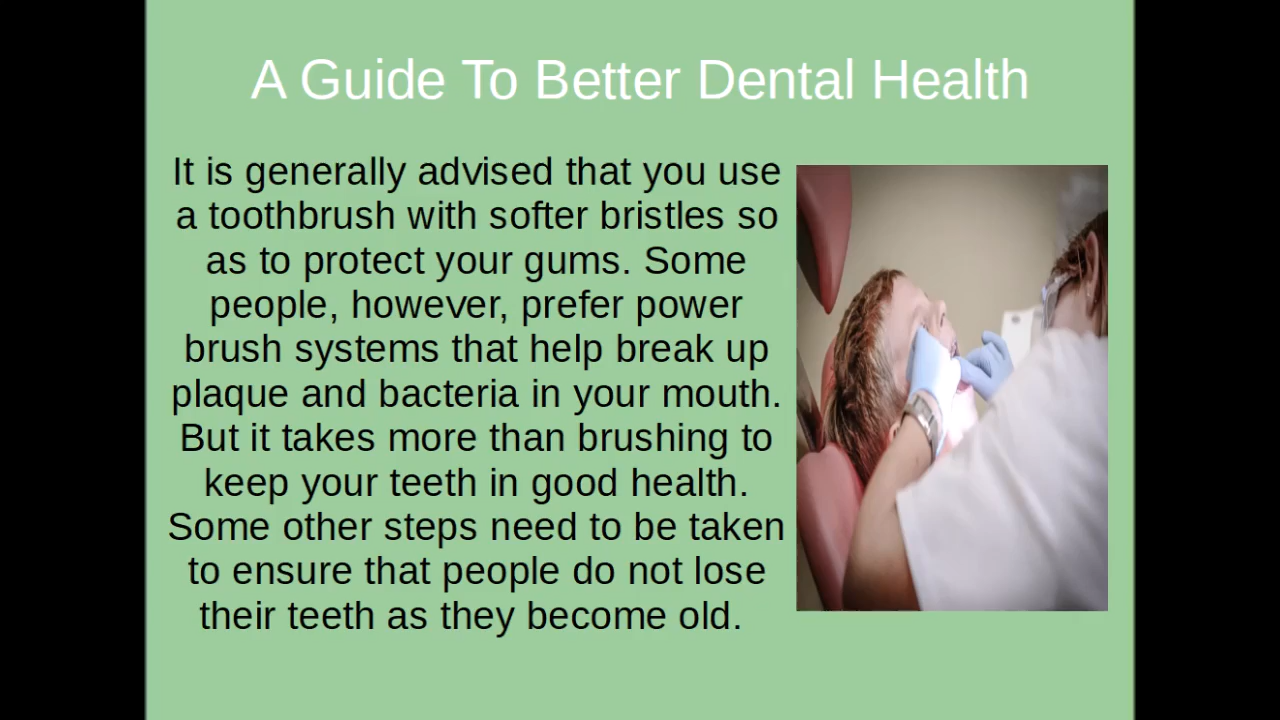 A Guide To Better Dental Health
It is generally advised that you use
a toothbrush with softer bristles so
as to protect your gums. Some
people, however, prefer power
brush systems that help break up
plaque and bacteria in your mouth.
But it takes more than brushing to
keep your teeth in good health.
Some other steps need to be taken
to ensure that people do not lose
their teeth as they become old.